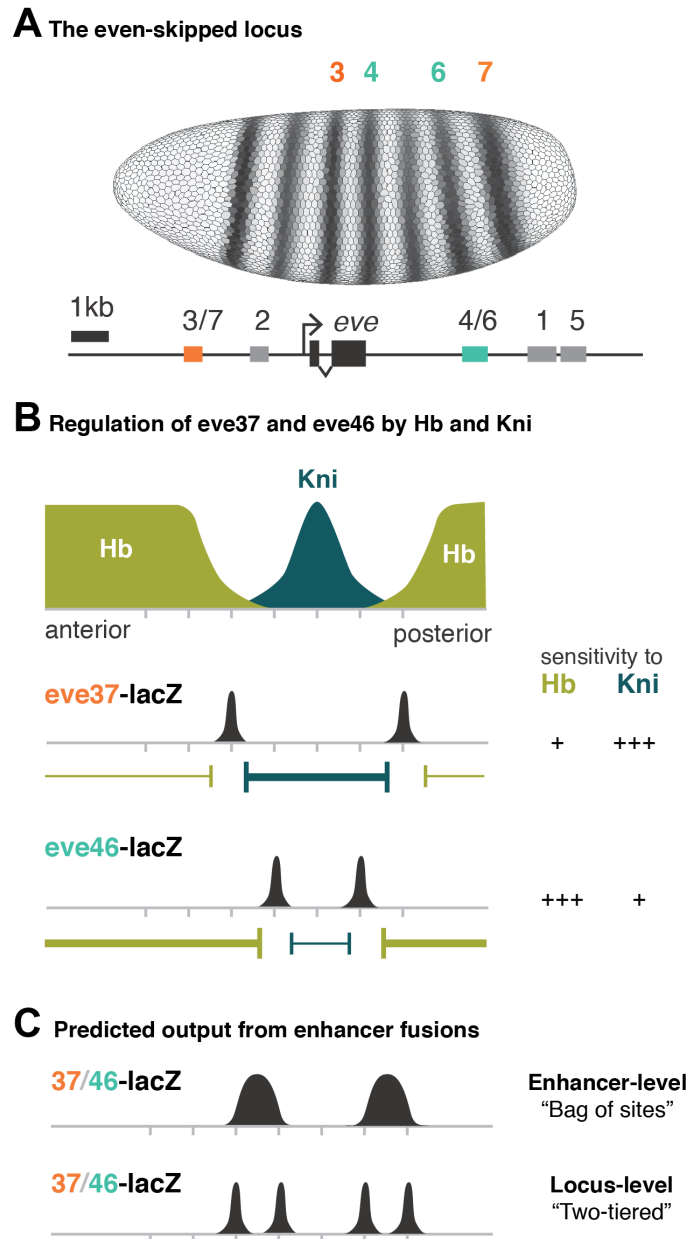 A The even-skipped locus
3 4 6 7
1kb
3/7 2 eve 4/6 1 5
B Regulation of eve37 and eve46 by Hb and Kni
Kni
Hb Hb
anterior posterior
sensitivity to
Hb Kni
eve37-lacZ
+ +++
eve46-lacZ
+++ +
C Predicted output from enhancer fusions
37/46-lacZ
Enhancer-level
“Bag of sites”
37/46-lacZ
Locus-level
“Two-tiered”